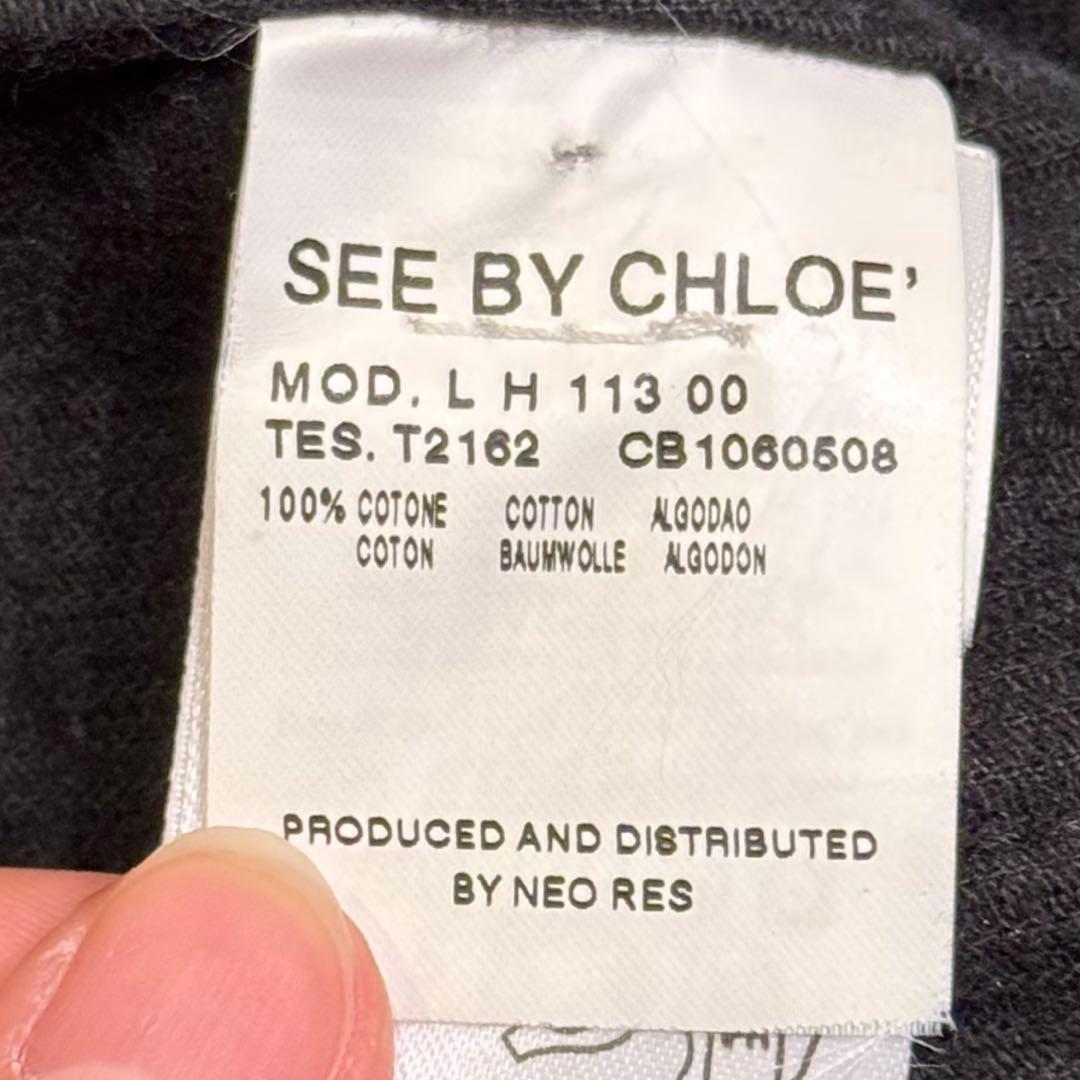 SEE BY CHLOE'
MOD. L H 113 00
TES. T2162 CB1060508
100% COTONE COTTON ALGODAO
COTON BAUMWOLLE ALGODON
PRODUCED AND DISTRIBUTED
BY NEO RES